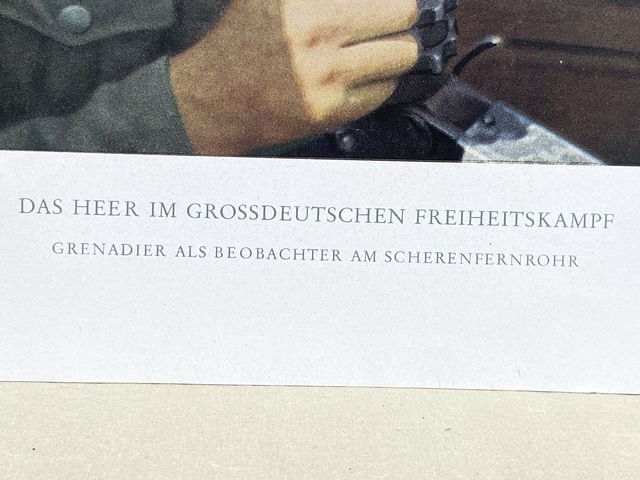 DAS HEER IM GROSSDEUTSCHEN FREIHEITSKAMPF
GRENADIER ALS BEOBACHTER AM SCHERENFERNROHR